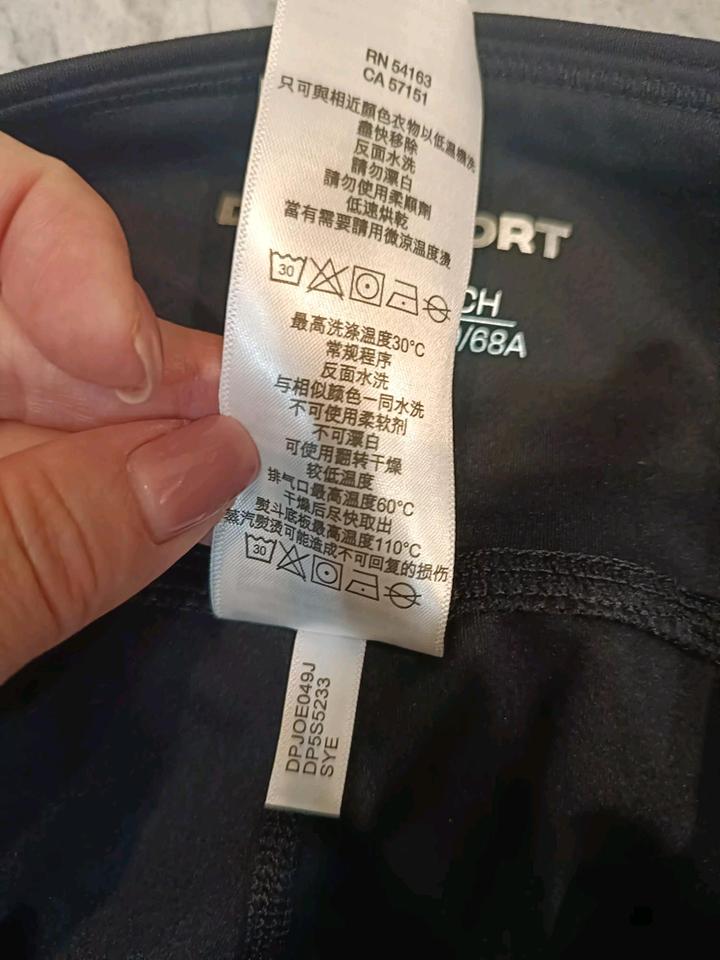 RN 54163
CA 57151
只可與相近顏色衣物以低溫機洗
盡快移除
反面水洗
請勿漂白
請勿使用柔順劑
低速烘乾
當有需要請用微涼温度燙
30
最高洗涤温度30°C
常规程序
反面水洗
与相似颜色一同水洗
不可使用柔软剂
不可漂白
可使用翻转干燥
较低温度
排气口最高温度60°C
干燥后尽快取出
熨斗底板最高温度110°C
蒸汽熨烫可能造成不可回复的损伤
30
DPJOE049J
DP5S5233
SYE
ORT
CH
/68A